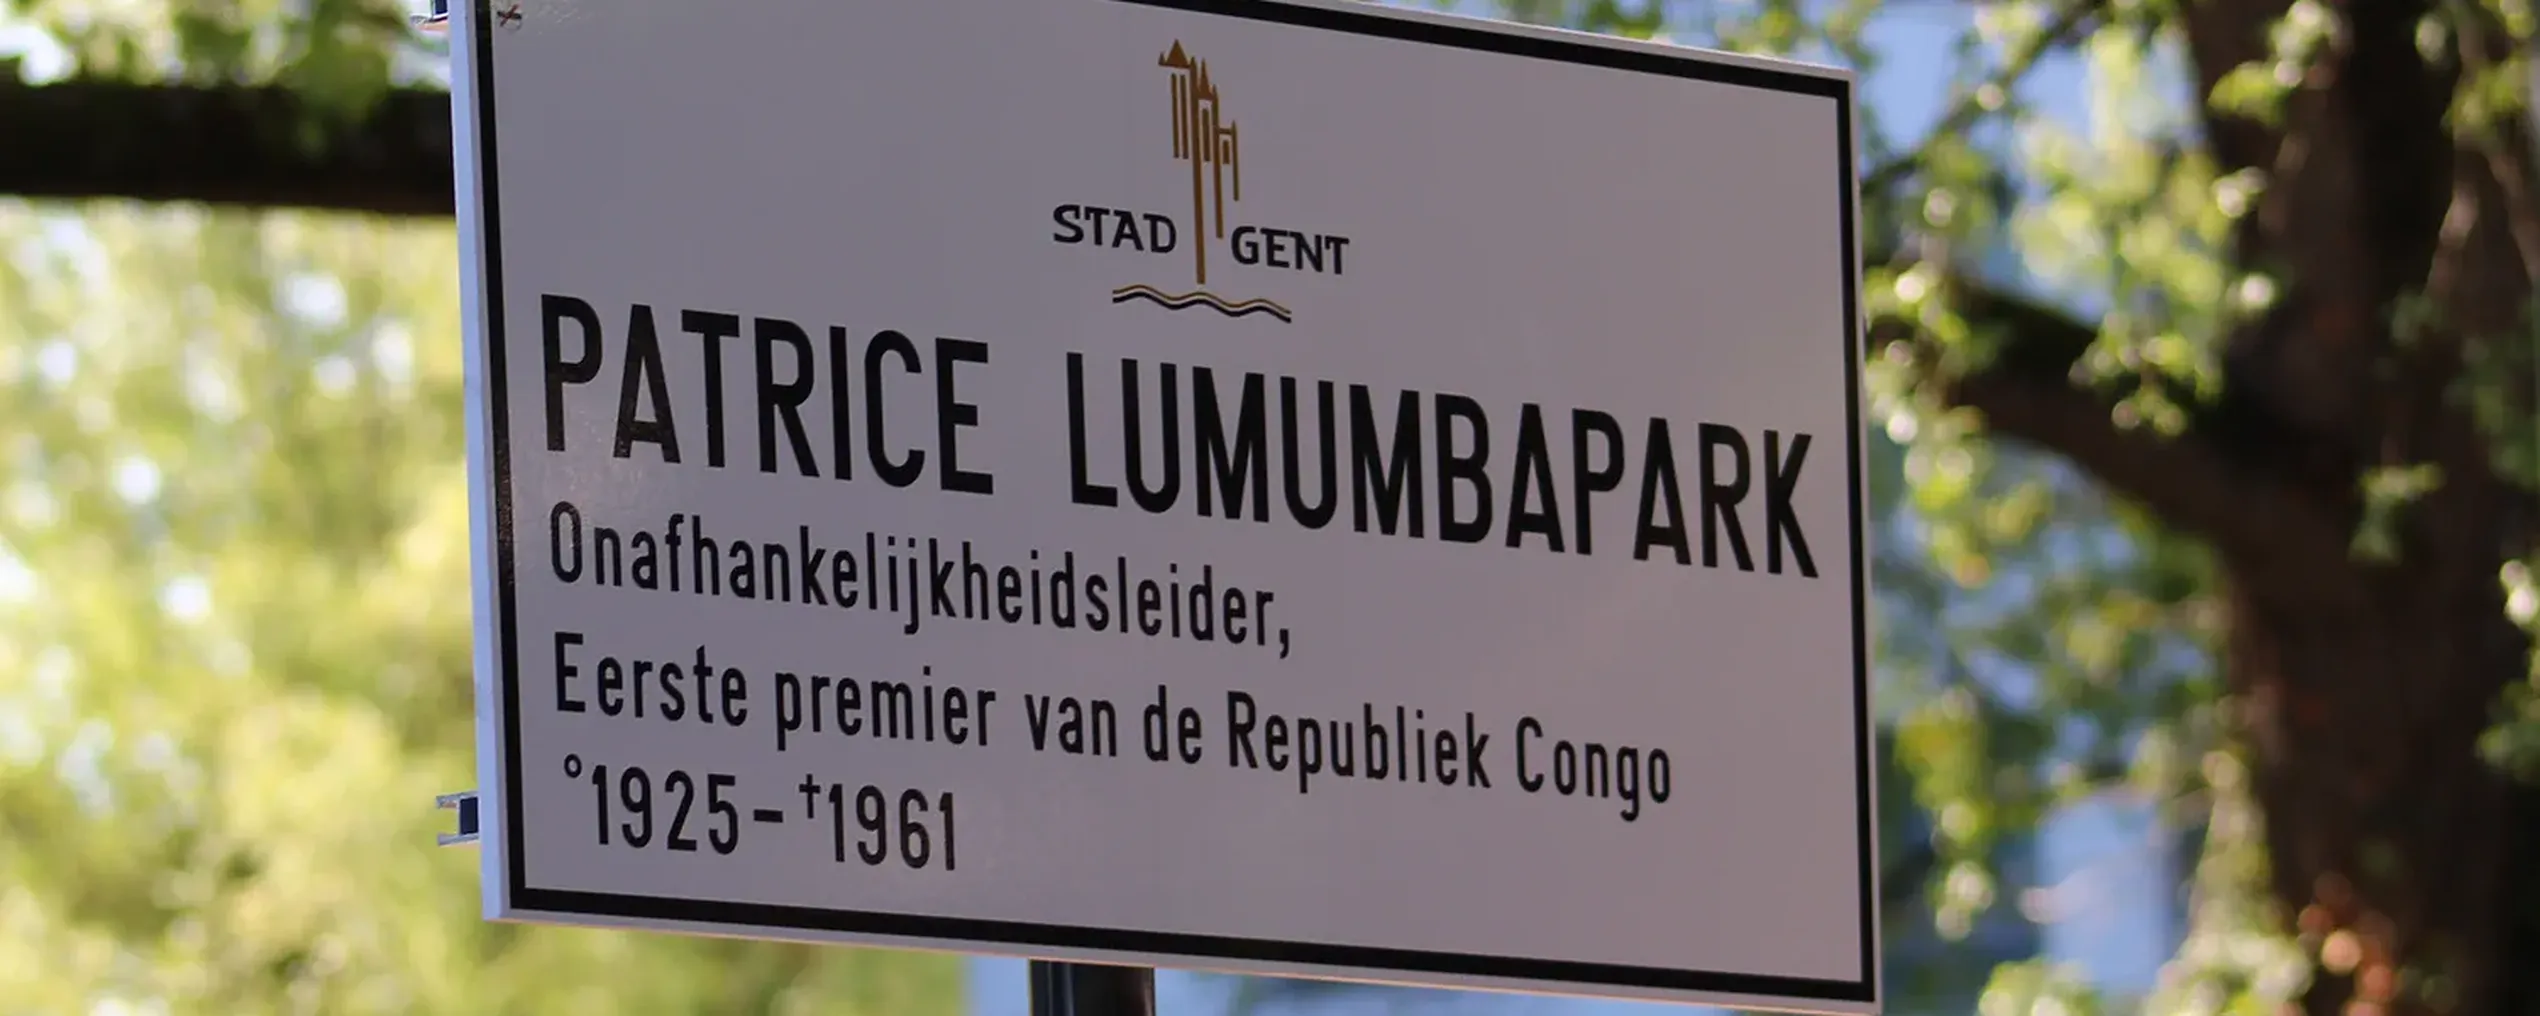 STAD GENT
PATRICE LUMUMBAPARK
Onafhankelijkheidsleider,
Eerste premier van de Republiek Congo
°1925-†1961